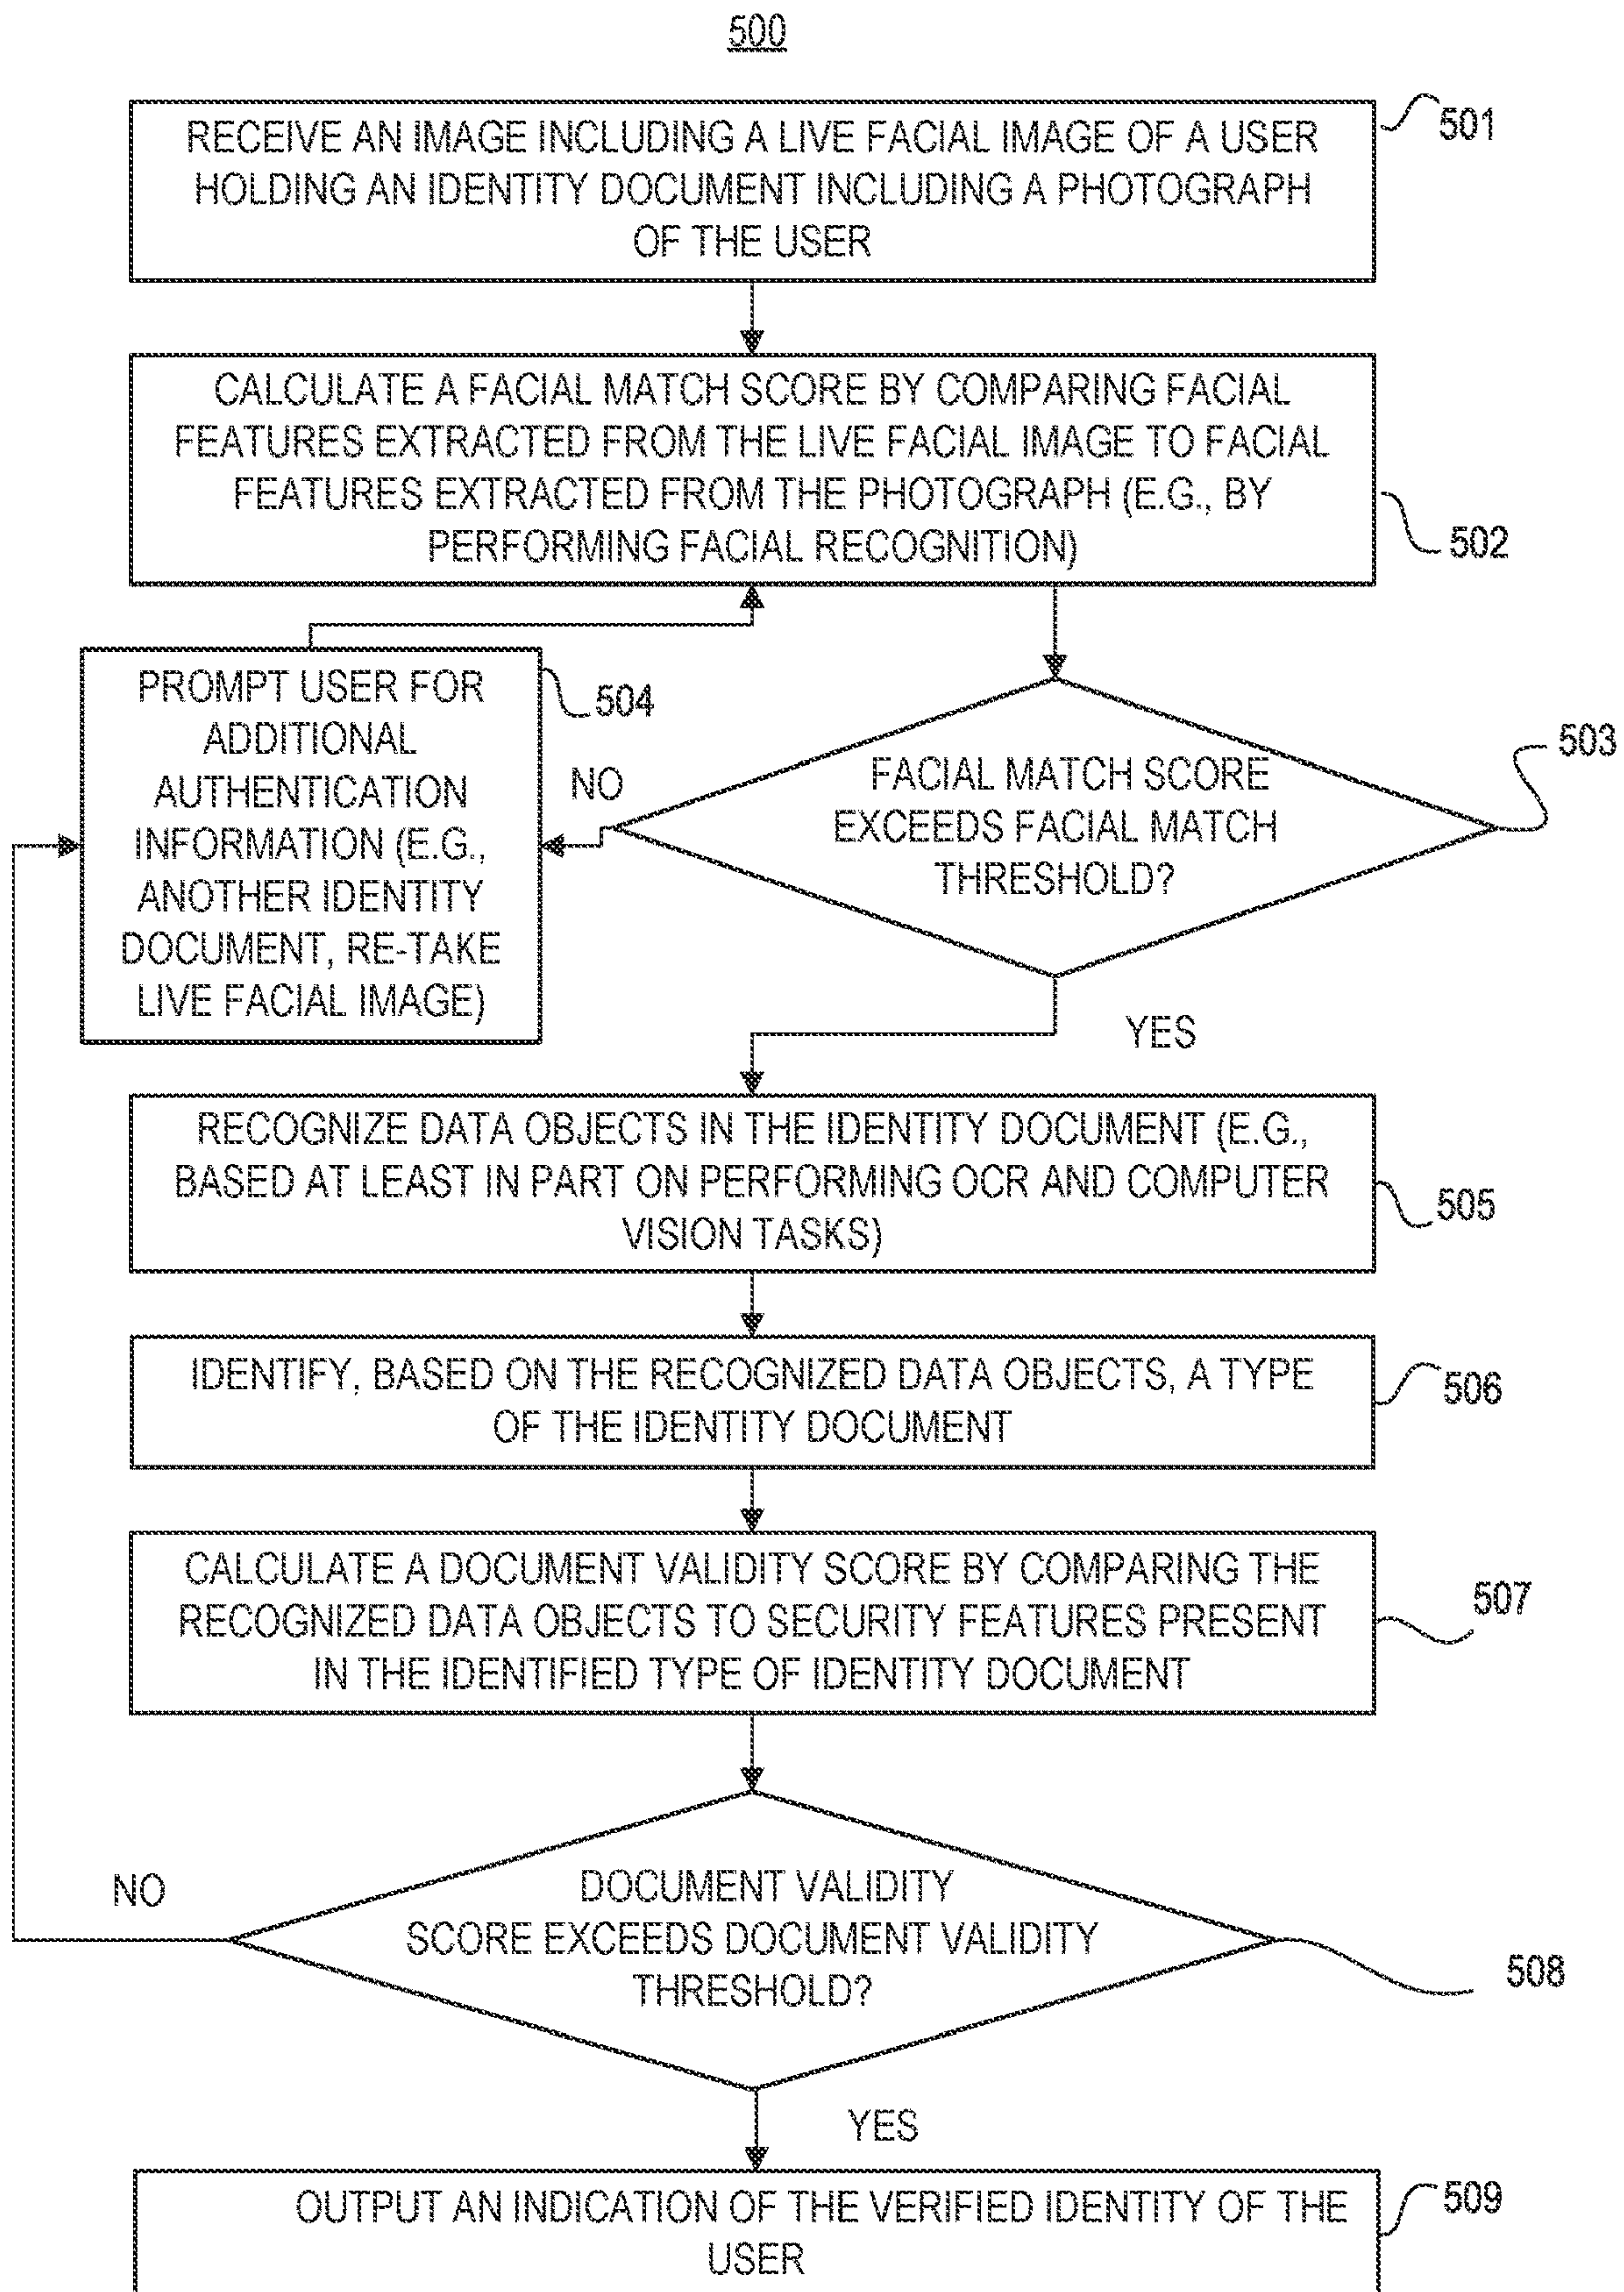 500
RECEIVE AN IMAGE INCLUDING A LIVE FACIAL IMAGE OF A USER
HOLDING AN IDENTITY DOCUMENT INCLUDING A PHOTOGRAPH
OF THE USER
501
CALCULATE A FACIAL MATCH SCORE BY COMPARING FACIAL
FEATURES EXTRACTED FROM THE LIVE FACIAL IMAGE TO FACIAL
FEATURES EXTRACTED FROM THE PHOTOGRAPH (E.G., BY
PERFORMING FACIAL RECOGNITION)
502
PROMPT USER FOR
ADDITIONAL
AUTHENTICATION
INFORMATION (E.G.,
ANOTHER IDENTITY
DOCUMENT, RE-TAKE
LIVE FACIAL IMAGE)
504
NO
FACIAL MATCH SCORE
EXCEEDS FACIAL MATCH
THRESHOLD?
503
YES
RECOGNIZE DATA OBJECTS IN THE IDENTITY DOCUMENT (E.G.,
BASED AT LEAST IN PART ON PERFORMING OCR AND COMPUTER
VISION TASKS)
505
IDENTIFY, BASED ON THE RECOGNIZED DATA OBJECTS, A TYPE
OF THE IDENTITY DOCUMENT
506
CALCULATE A DOCUMENT VALIDITY SCORE BY COMPARING THE
RECOGNIZED DATA OBJECTS TO SECURITY FEATURES PRESENT
IN THE IDENTIFIED TYPE OF IDENTITY DOCUMENT
507
NO
DOCUMENT VALIDITY
SCORE EXCEEDS DOCUMENT VALIDITY
THRESHOLD?
508
YES
OUTPUT AN INDICATION OF THE VERIFIED IDENTITY OF THE
USER
509